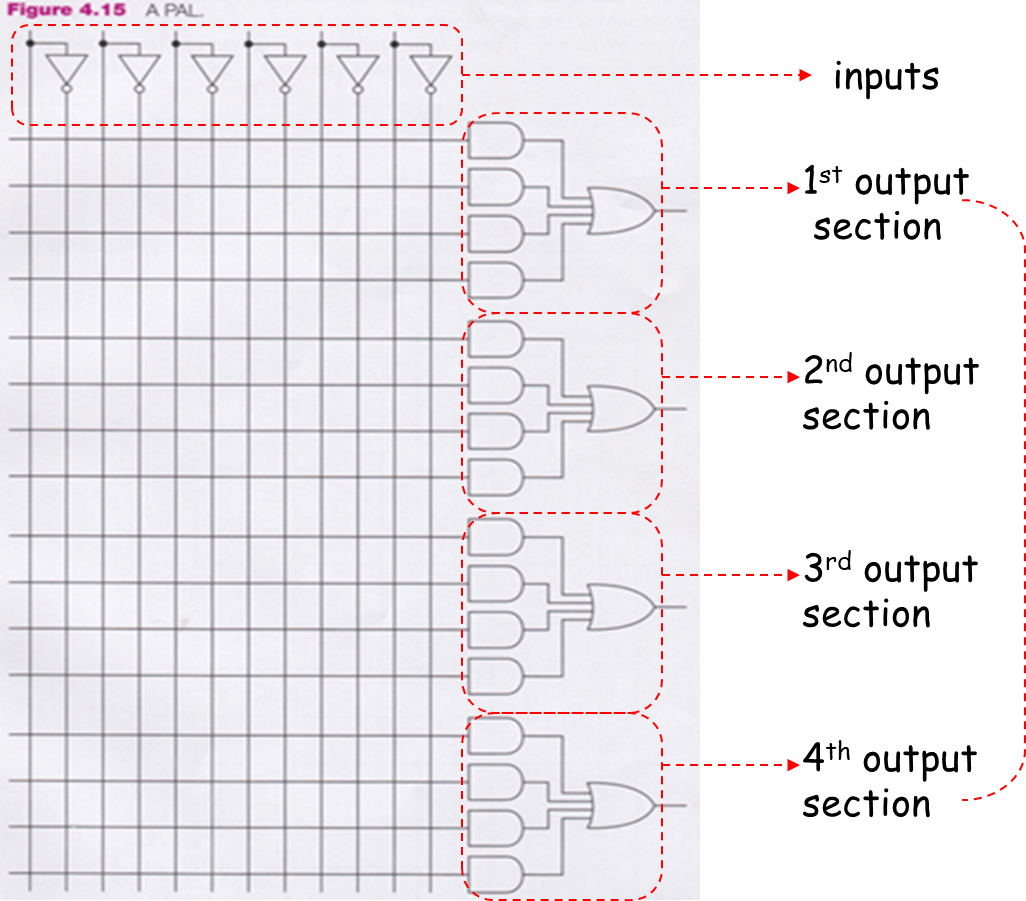 Figure 4.15 A PAL.
inputs
1st output
section
2nd output
section
3rd output
section
4th output
section